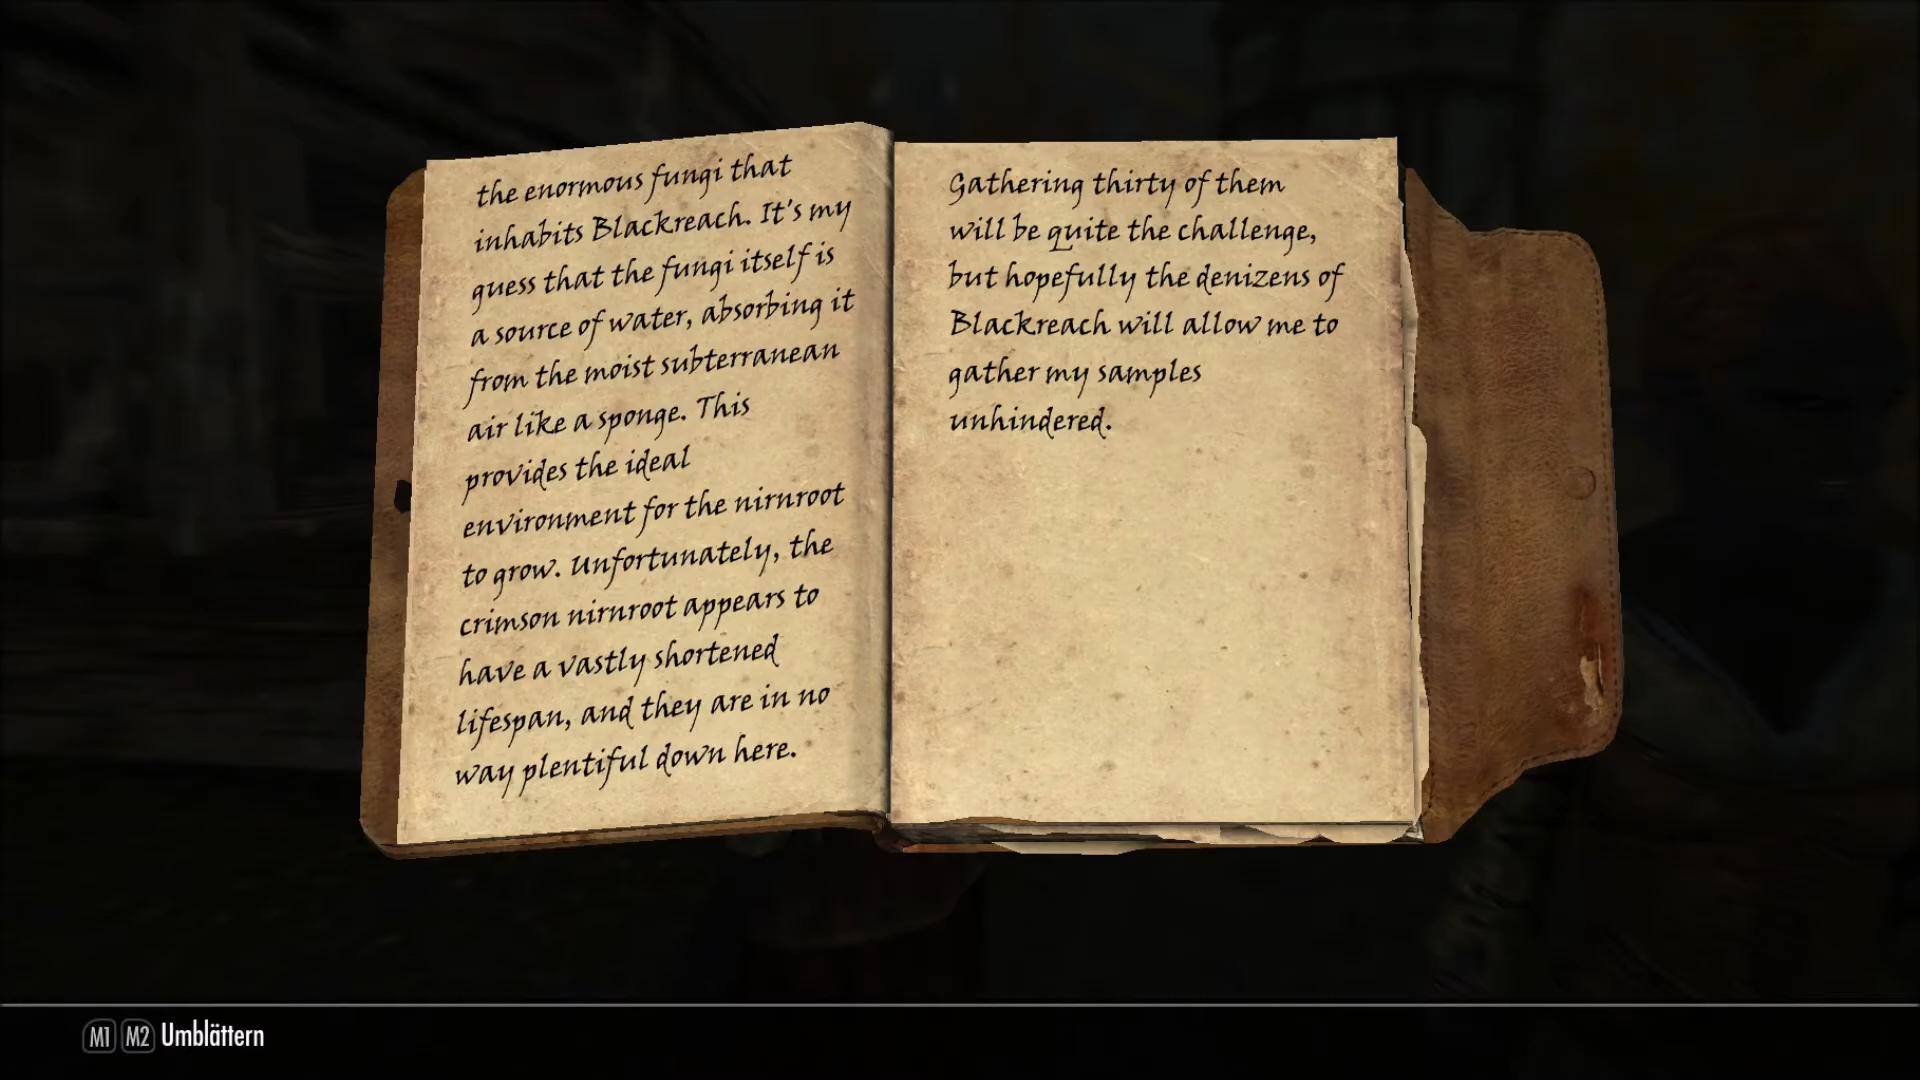 the enormous fungi that
inhabits Blackreach. It's my
guess that the fungi itself is
a source of water, absorbing it
from the moist subterranean
air like a sponge. This
provides the ideal
environment for the nirnroot
to grow. Unfortunately, the
crimson nirnroot appears to
have a vastly shortened
lifespan, and they are in no
way plentiful down here.
Gathering thirty of them
will be quite the challenge,
but hopefully the denizens of
Blackreach will allow me to
gather my samples
unhindered.
M1 M2 Umblättern